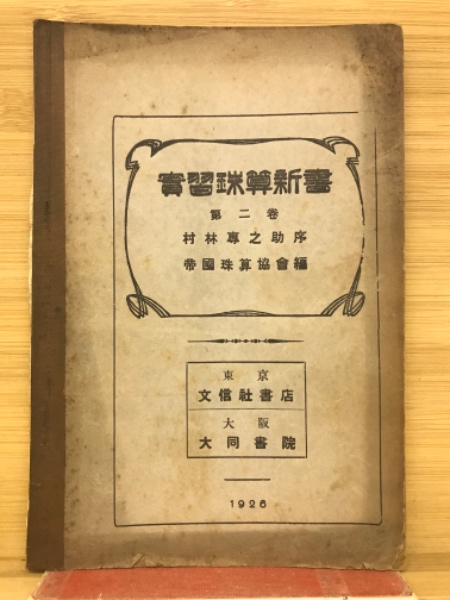 實習珠算新書
第二卷
村林專之助序
帝國珠算協會編
東京
文信社書店
大阪
大同書院
1926